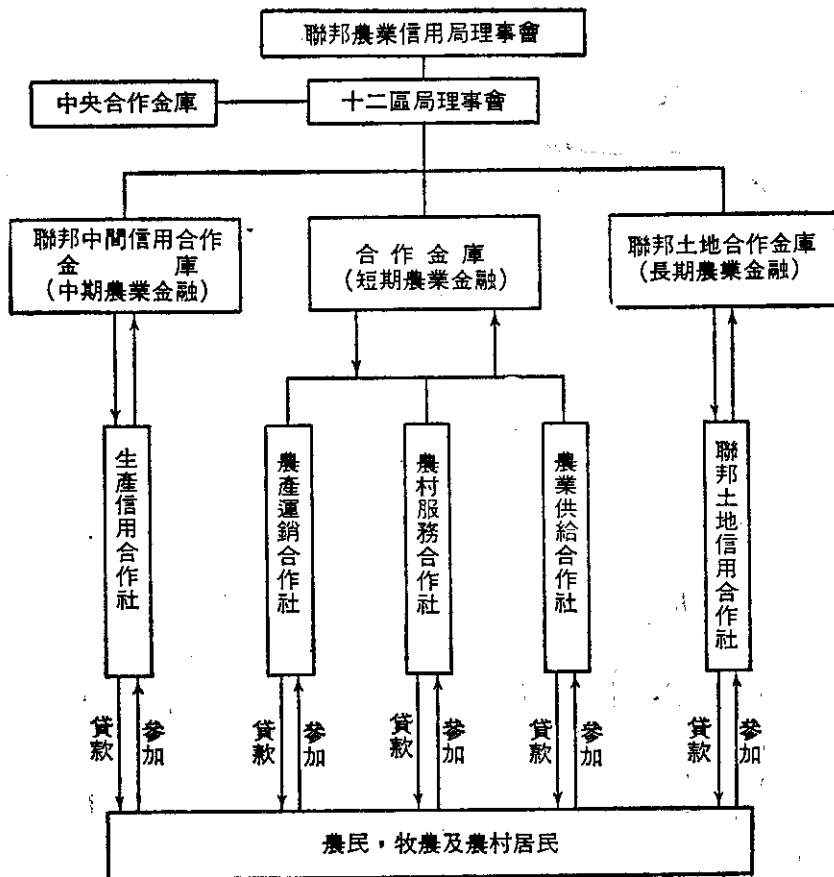 聯邦農業信用局理事會
中央合作金庫
十二區局理事會
聯邦中間信用合作
金庫
(中期農業金融)
合作金庫
(短期農業金融)
聯邦土地合作金庫
(長期農業金融)
生產信用合作社
農產運銷合作社
農村服務合作社
農業供給合作社
聯邦土地信用合作社
貸款
參加
貸款
參加
貸款
參加
貸款
參加
貸款
參加
農民，牧農及農村居民